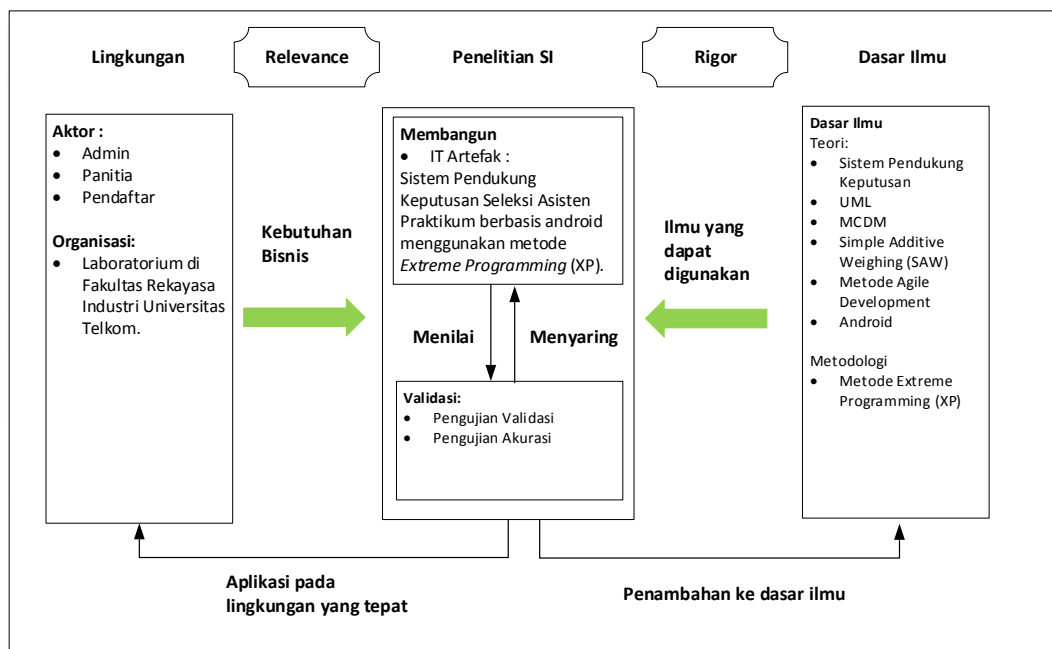 Lingkungan
Relevance
Penelitian SI
Rigor
Dasar Ilmu
Aktor :
• Admin
• Panitia
• Pendaftar
Organisasi:
• Laboratorium di
Fakultas Rekayasa
Industri Universitas
Telkom.
Kebutuhan
Bisnis
Membangun
• IT Artefak :
Sistem Pendukung
Keputusan Seleksi Asisten
Praktikum berbasis android
menggunakan metode
Extreme Programming (XP).
Menilai
Menyaring
Validasi:
• Pengujian Validasi
• Pengujian Akurasi
Ilmu yang
dapat
digunakan
Dasar Ilmu
Teori:
• Sistem Pendukung
Keputusan
• UML
• MCDM
• Simple Additive
Weighing (SAW)
• Metode Agile
Development
• Android
Metodologi
• Metode Extreme
Programming (XP)
Aplikasi pada
lingkungan yang tepat
Penambahan ke dasar ilmu